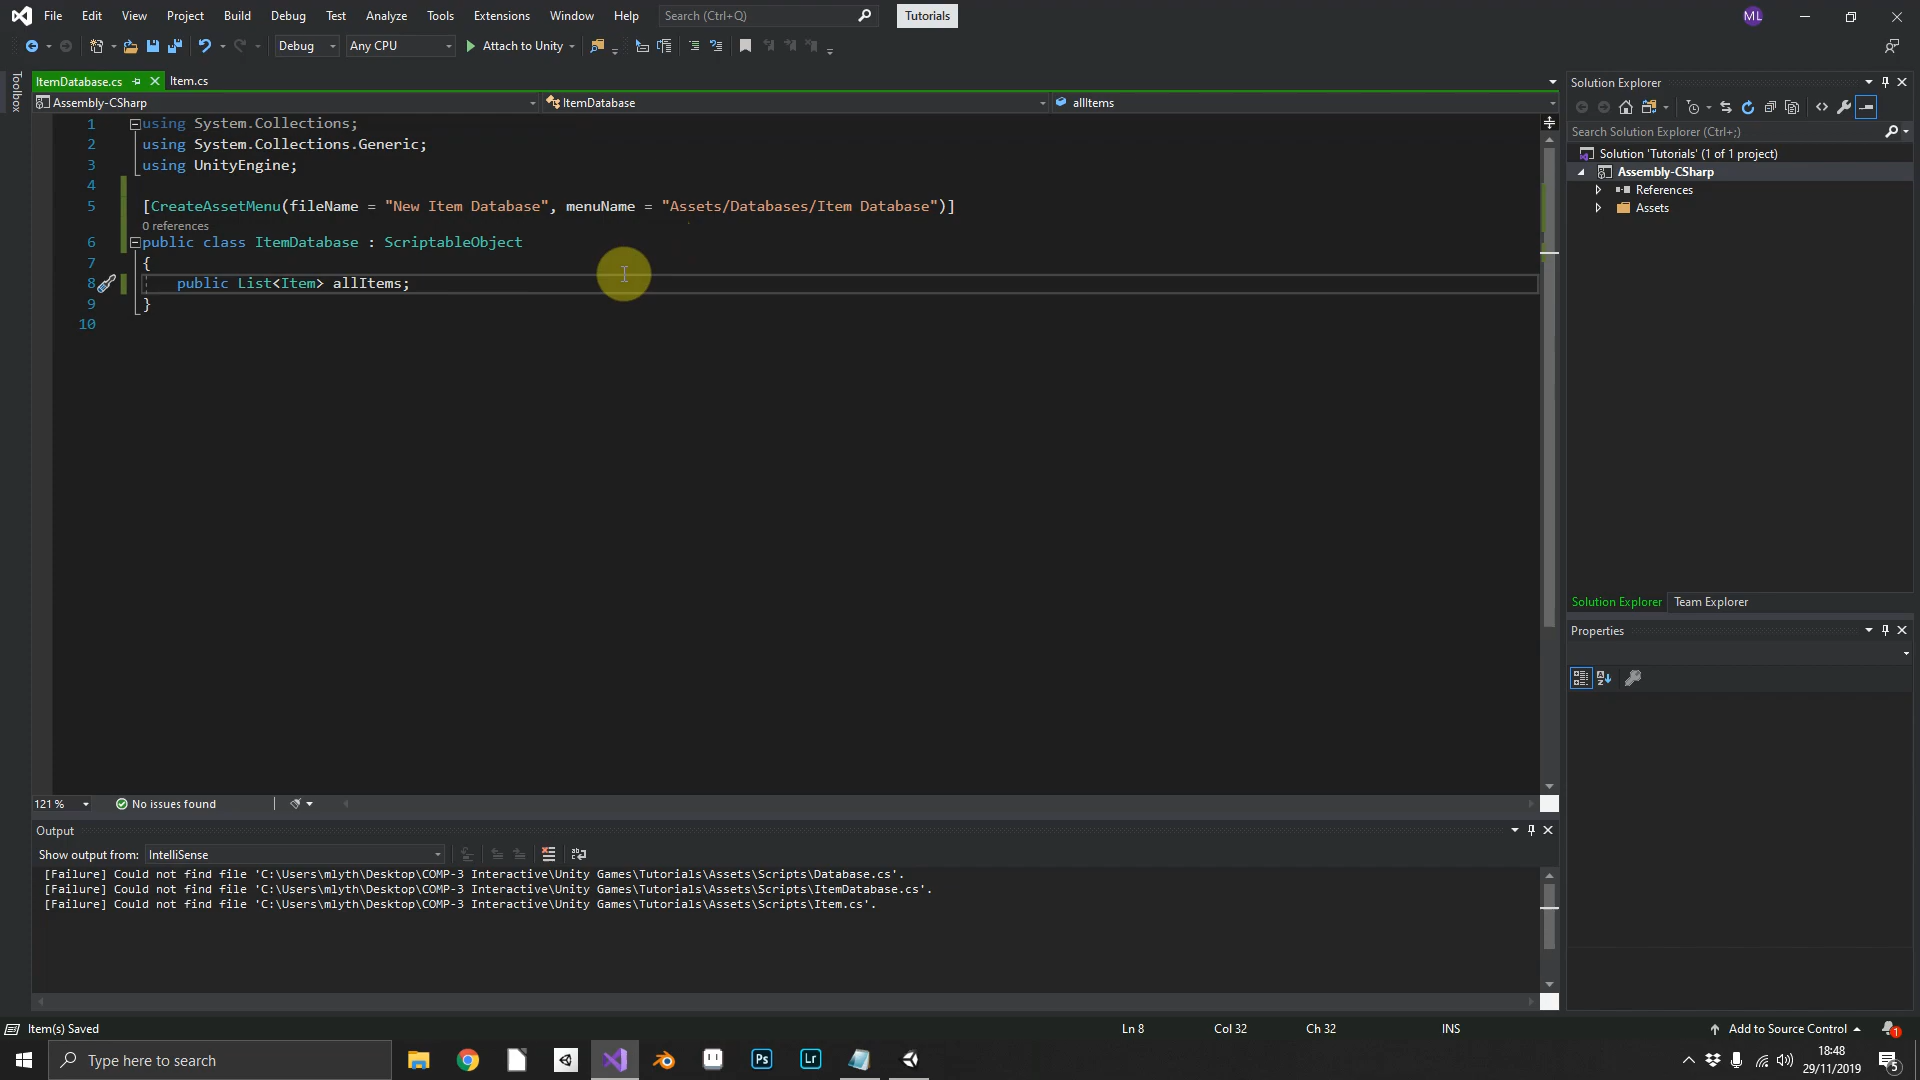 File Edit View Project Build Debug Test Analyze Tools Extensions Window Help Search (Ctrl+Q) Tutorials ML
Debug Any CPU Attach to Unity
Toolbox
ItemDatabase.cs Item.cs
Assembly-CSharp ItemDatabase allItems
1 using System.Collections;
2 using System.Collections.Generic;
3 using UnityEngine;
4
5 [CreateAssetMenu(fileName = "New Item Database", menuName = "Assets/Databases/Item Database")]
0 references
6 public class ItemDatabase : ScriptableObject
7 {
8 public List<Item> allItems;
9 }
10
121 % No issues found
Output
Show output from: IntelliSense
[Failure] Could not find file 'C:\Users\mlyth\Desktop\COMP-3 Interactive\Unity Games\Tutorials\Assets\Scripts\Database.cs'.
[Failure] Could not find file 'C:\Users\mlyth\Desktop\COMP-3 Interactive\Unity Games\Tutorials\Assets\Scripts\ItemDatabase.cs'.
[Failure] Could not find file 'C:\Users\mlyth\Desktop\COMP-3 Interactive\Unity Games\Tutorials\Assets\Scripts\Item.cs'.
Solution Explorer
Search Solution Explorer (Ctrl+;)
Solution 'Tutorials' (1 of 1 project)
Assembly-CSharp
References
Assets
Solution Explorer Team Explorer
Properties
Item(s) Saved Ln 8 Col 32 Ch 32 INS Add to Source Control 1
Type here to search Ps Lr 18:48
29/11/2019 5